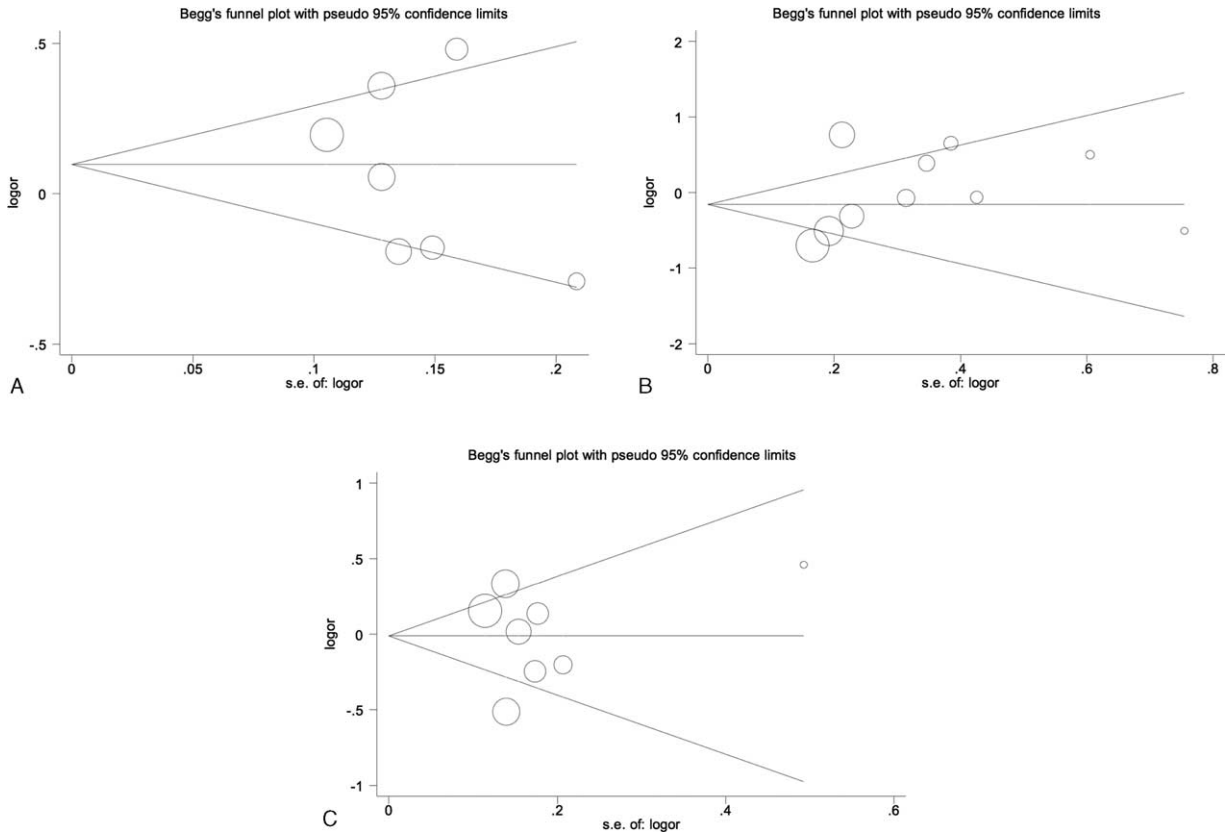 Begg's funnel plot with pseudo 95% confidence limits
.5
0
-.5
logor
0
.05
.1
.15
.2
s.e. of: logor
A
Begg's funnel plot with pseudo 95% confidence limits
2
1
0
-1
-2
logor
0
.2
.4
.6
.8
s.e. of: logor
B
Begg's funnel plot with pseudo 95% confidence limits
1
.5
0
-.5
-1
logor
0
.2
.4
.6
s.e. of: logor
C